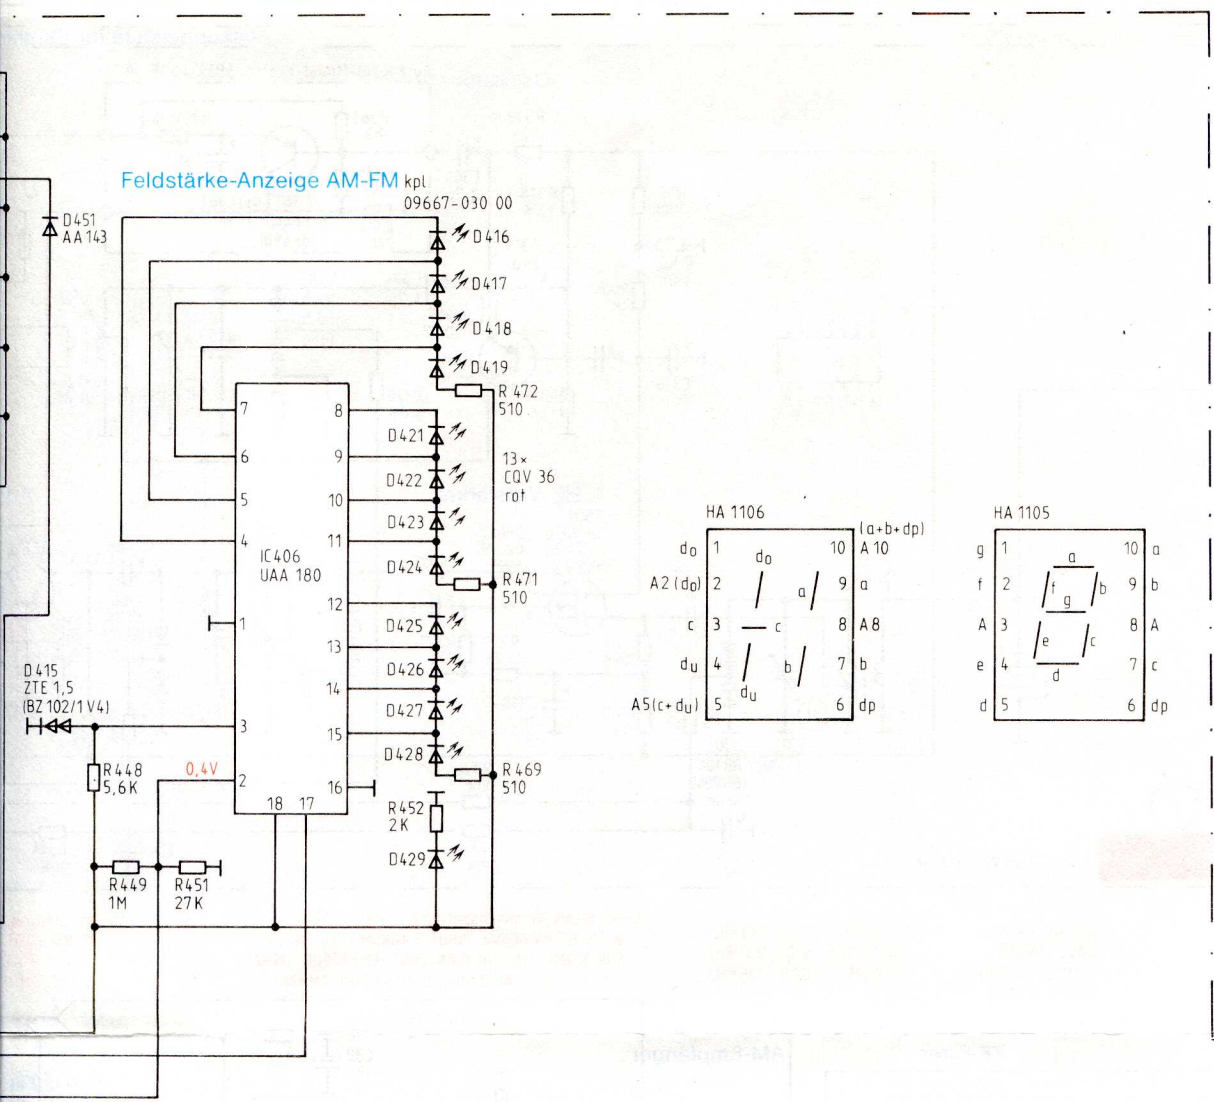 Feldstärke-Anzeige AM-FM kpl.
09667-030 00
D451
AA143
D416
D417
D418
D419
R 472
510
7
6
5
4
8
9
10
11
D421
D422
D423
D424
13×
CQV 36
rot
IC406
UAA 180
R 471
510
12
13
14
15
1
D425
D426
D427
D428
R 469
510
D415
ZTE 1,5
(BZ102/1V4)
3
R448
5,6K
0,4V
2
18
17
16
R452
2K
D429
R449
1M
R451
27K
HA 1106
(a+b+dp)
do
1
10
A 10
A2 (do)
2
9
a
c
3
8
A8
du
4
7
b
A5(c+du)
5
6
dp
do
a
c
b
du
HA 1105
g
1
10
a
f
2
9
b
A
3
8
A
e
4
7
c
d
5
6
dp
a
f
b
g
e
c
d